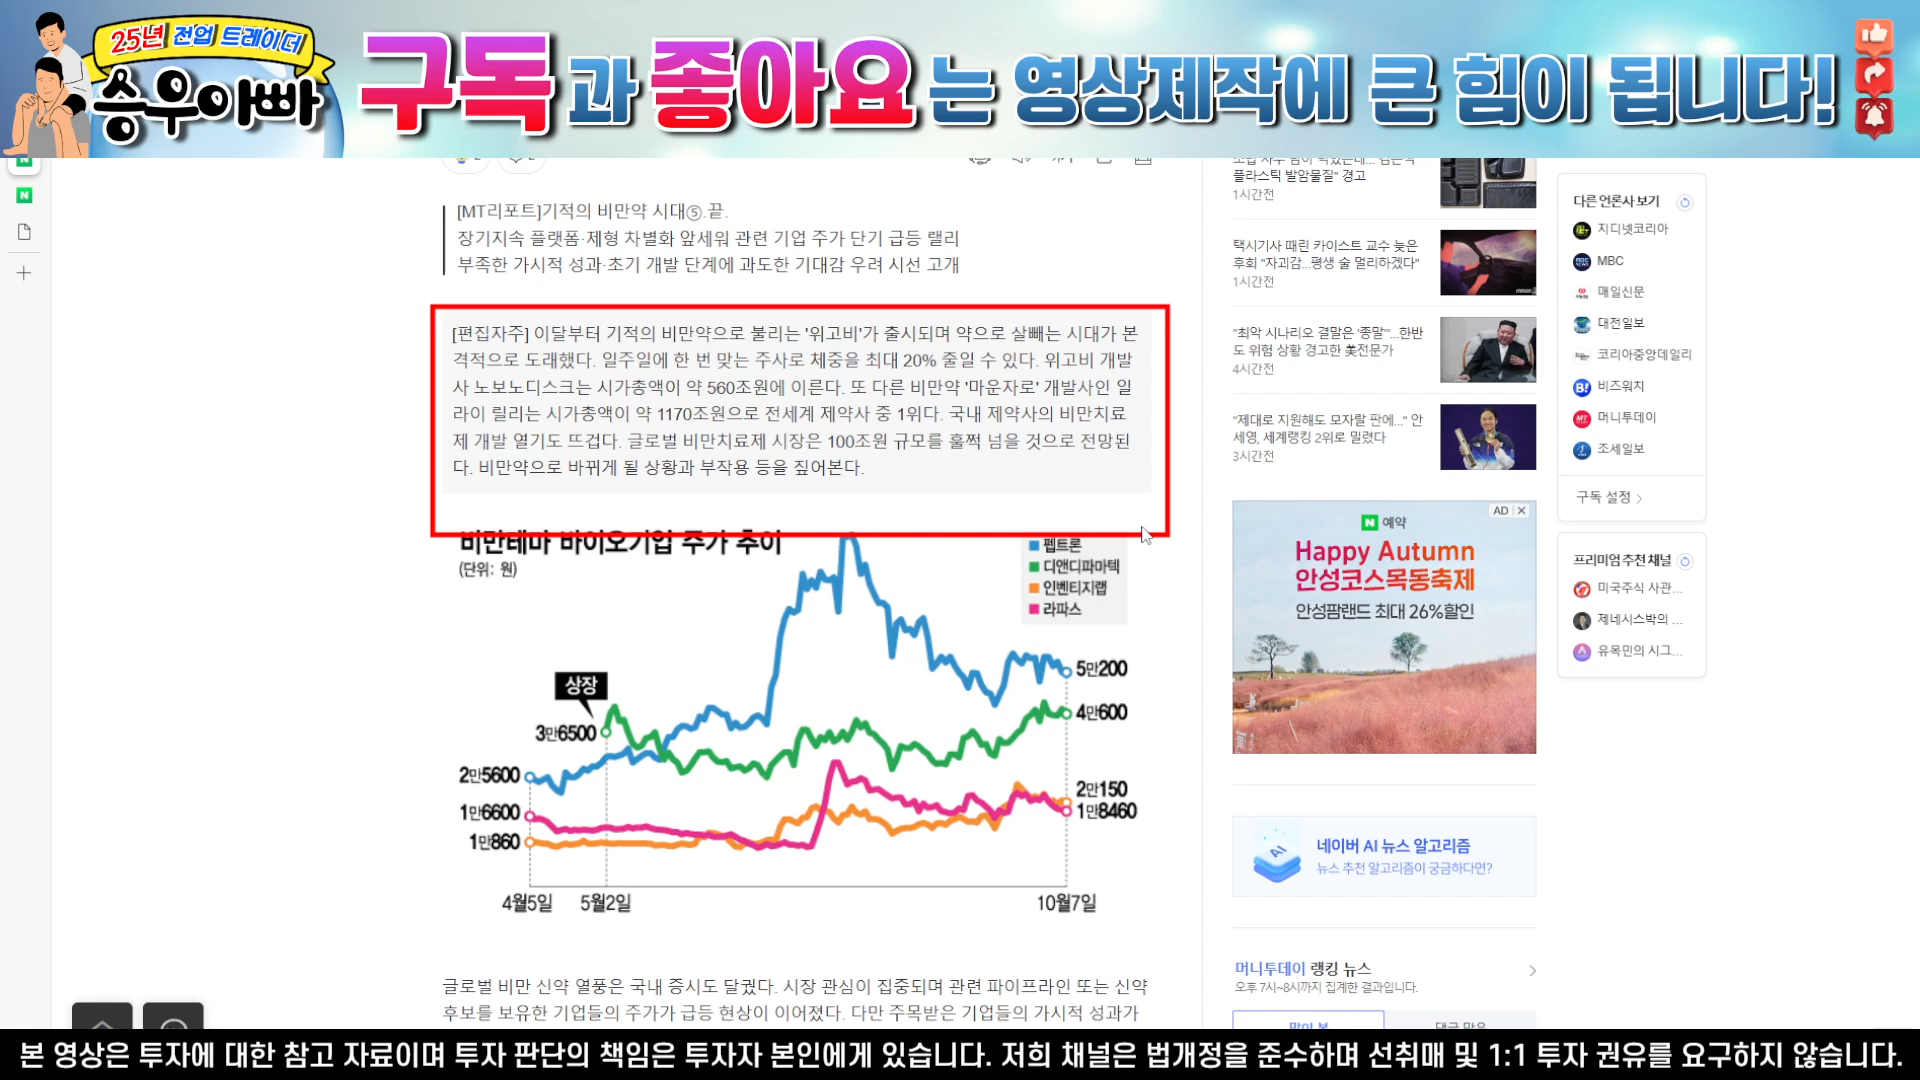 25년 전업 트레이더
승우아빠
구독과 좋아요는 영상제작에 큰 힘이 됩니다!
[MT리포트]기적의 비만약 시대⑤.끝.
장기지속 플랫폼·제형 차별화 앞세워 관련 기업 주가 단기 급등 랠리
부족한 가시적 성과·초기 개발 단계에 과도한 기대감 우려 시선 고개
[편집자주] 이달부터 기적의 비만약으로 불리는 '위고비'가 출시되며 약으로 살빼는 시대가 본
격적으로 도래했다. 일주일에 한 번 맞는 주사로 체중을 최대 20% 줄일 수 있다. 위고비 개발
사 노보노디스크는 시가총액이 약 560조원에 이른다. 또 다른 비만약 '마운자로' 개발사인 일
라이 릴리는 시가총액이 약 1170조원으로 전세계 제약사 중 1위다. 국내 제약사의 비만치료
제 개발 열기도 뜨겁다. 글로벌 비만치료제 시장은 100조원 규모를 훌쩍 넘을 것으로 전망된
다. 비만약으로 바뀌게 될 상황과 부작용 등을 짚어본다.
비만테마 바이오기업 주가 추이
(단위: 원)
펩트론
디앤디파마텍
인벤티지랩
라파스
상장
3만6500
2만5600
1만6600
1만860
5만200
4만600
2만150
1만8460
4월5일
5월2일
10월7일
글로벌 비만 신약 열풍은 국내 증시도 달궜다. 시장 관심이 집중되며 관련 파이프라인 또는 신약
후보를 보유한 기업들의 주가가 급등 현상이 이어졌다. 다만 주목받은 기업들의 가시적 성과가
플라스틱 발암물질" 경고
1시간전
택시기사 때린 카이스트 교수 늦은
후회 "자괴감...평생 술 멀리하겠다"
1시간전
"최악 시나리오 결말은 '종말'"...한반
도 위험 상황 경고한 美전문가
4시간전
"제대로 지원해도 모자랄 판에..." 안
세영, 세계랭킹 2위로 밀렸다
3시간전
AD
N 예약
Happy Autumn
안성코스목동축제
안성팜랜드 최대 26%할인
네이버 AI 뉴스 알고리즘
뉴스 추천 알고리즘이 궁금하다면?
머니투데이 랭킹 뉴스
오후 7시~8시까지 집계한 결과입니다.
다른 언론사 보기
지디넷코리아
MBC
매일신문
대전일보
코리아중앙데일리
비즈워치
머니투데이
조세일보
구독 설정
프리미엄 추천 채널
미국주식 사관...
제네시스박의 ...
유목민의 시그...
본 영상은 투자에 대한 참고 자료이며 투자 판단의 책임은 투자자 본인에게 있습니다. 저희 채널은 법개정을 준수하며 선취매 및 1:1 투자 권유를 요구하지 않습니다.